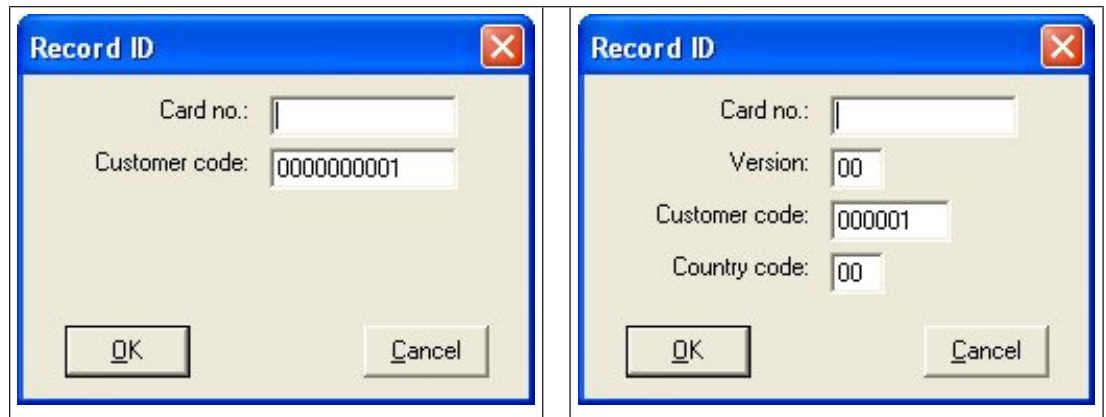 Record ID
Card no.:
Customer code: 0000000001
OK Cancel
Record ID
Card no.:
Version: 00
Customer code: 000001
Country code: 00
OK Cancel